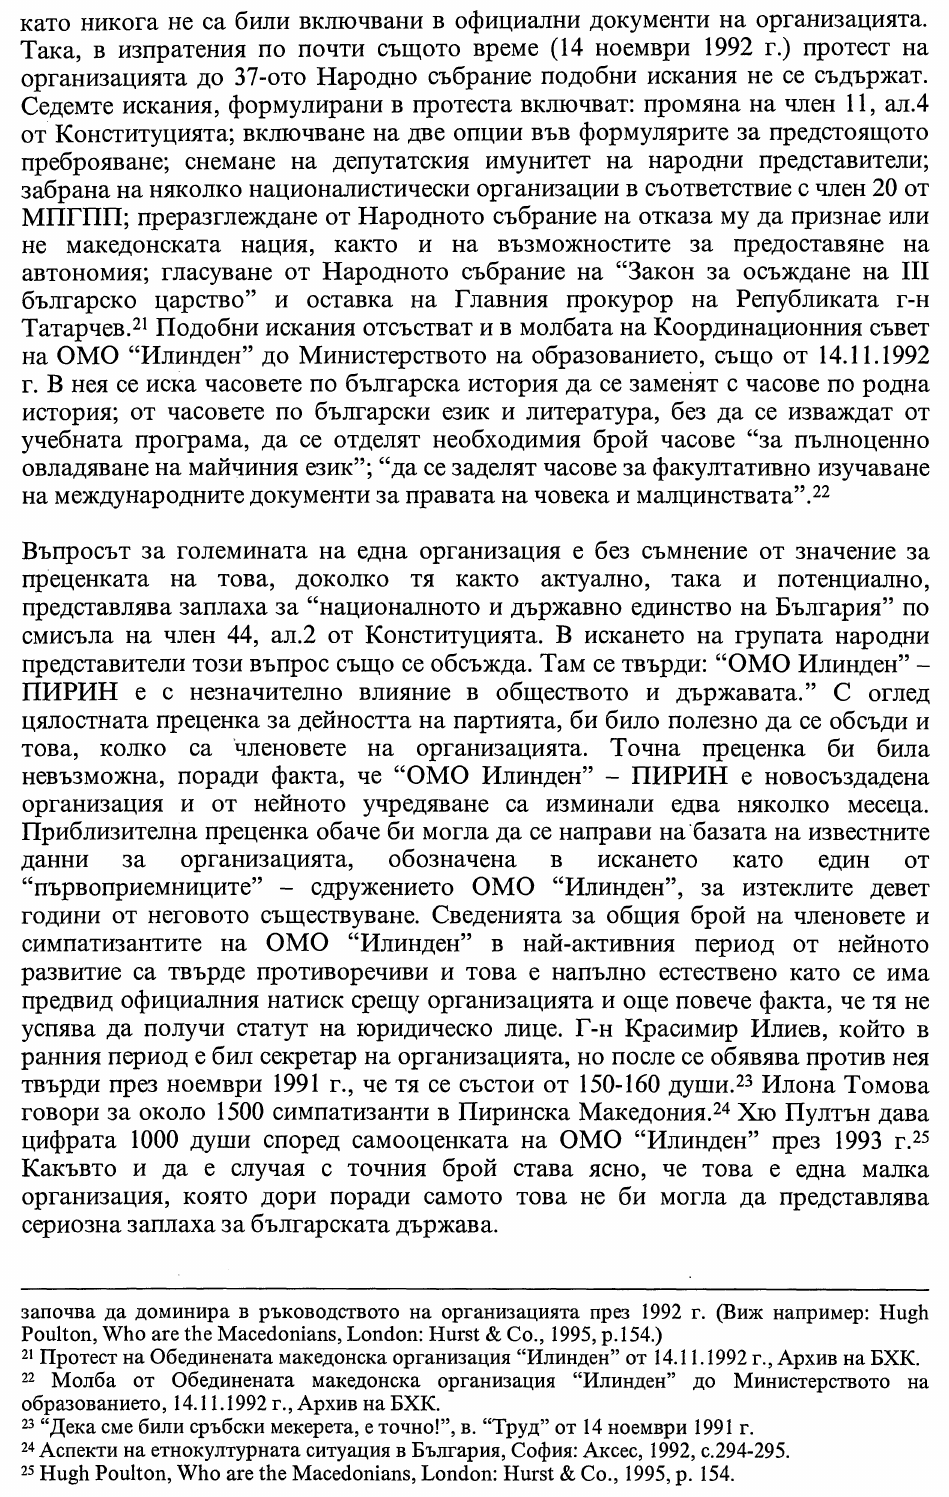 като никога не са били включвани в официални документи на организацията.
Така, в изпратения по почти същото време (14 ноември 1992 г.) протест на
организацията до 37-ото Народно събрание подобни искания не се съдържат.
Седемте искания, формулирани в протеста включват: промяна на член 11, ал.4
от Конституцията; включване на две опции във формулярите за предстоящото
преброяване; снемане на депутатския имунитет на народни представители;
забрана на няколко националистически организации в съответствие с член 20 от
МПГПП; преразглеждане от Народното събрание на отказа му да признае или
не македонската нация, както и на възможностите за предоставяне на
автономия; гласуване от Народното събрание на “Закон за осъждане на III
българско царство” и оставка на Главния прокурор на Републиката г-н
Татарчев.21 Подобни искания отсъстват и в молбата на Координационния съвет
на ОМО “Илинден” до Министерството на образованието, също от 14.11.1992
г. В нея се иска часовете по българска история да се заменят с часове по родна
история; от часовете по български език и литература, без да се изваждат от
учебната програма, да се отделят необходимия брой часове “за пълноценно
овладяване на майчиния език”; “да се заделят часове за факултативно изучаване
на международните документи за правата на човека и малцинствата”.22
Въпросът за големината на една организация е без съмнение от значение за
преценката на това, доколко тя както актуално, така и потенциално,
представлява заплаха за “националното и държавно единство на България” по
смисъла на член 44, ал.2 от Конституцията. В искането на групата народни
представители този въпрос също се обсъжда. Там се твърди: “ОМО Илинден” –
ПИРИН е с незначително влияние в обществото и държавата.” С оглед
цялостната преценка за дейността на партията, би било полезно да се обсъди и
това, колко са членовете на организацията. Точна преценка би била
невъзможна, поради факта, че “ОМО Илинден” – ПИРИН е новосъздадена
организация и от нейното учредяване са изминали едва няколко месеца.
Приблизителна преценка обаче би могла да се направи на базата на известните
данни за организацията, обозначена в искането като един от
“първоприемниците” – сдружението ОМО “Илинден”, за изтеклите девет
години от неговото съществуване. Сведенията за общия брой на членовете и
симпатизантите на ОМО “Илинден” в най-активния период от нейното
развитие са твърде противоречиви и това е напълно естествено като се има
предвид официалния натиск срещу организацията и още повече факта, че тя не
успява да получи статут на юридическо лице. Г-н Красимир Илиев, който в
ранния период е бил секретар на организацията, но после се обявява против нея
твърди през ноември 1991 г., че тя се състои от 150-160 души.23 Илона Томова
говори за около 1500 симпатизанти в Пиринска Македония.24 Хю Пултън дава
цифрата 1000 души според самооценката на ОМО “Илинден” през 1993 г.25
Какъвто и да е случая с точния брой става ясно, че това е една малка
организация, която дори поради самото това не би могла да представлява
сериозна заплаха за българската държава.
започва да доминира в ръководството на организацията през 1992 г. (Виж например: Hugh
Poulton, Who are the Macedonians, London: Hurst & Co., 1995, p.154.)
21 Протест на Обединената македонска организация “Илинден” от 14.11.1992 г., Архив на БХК.
22 Молба от Обединената македонска организация “Илинден” до Министерството на
образованието, 14.11.1992 г., Архив на БХК.
23 “Дека сме били сръбски мекерета, е точно!”, в. “Труд” от 14 ноември 1991 г.
24 Аспекти на етнокултурната ситуация в България, София: Аксес, 1992, с.294-295.
25 Hugh Poulton, Who are the Macedonians, London: Hurst & Co., 1995, p. 154.